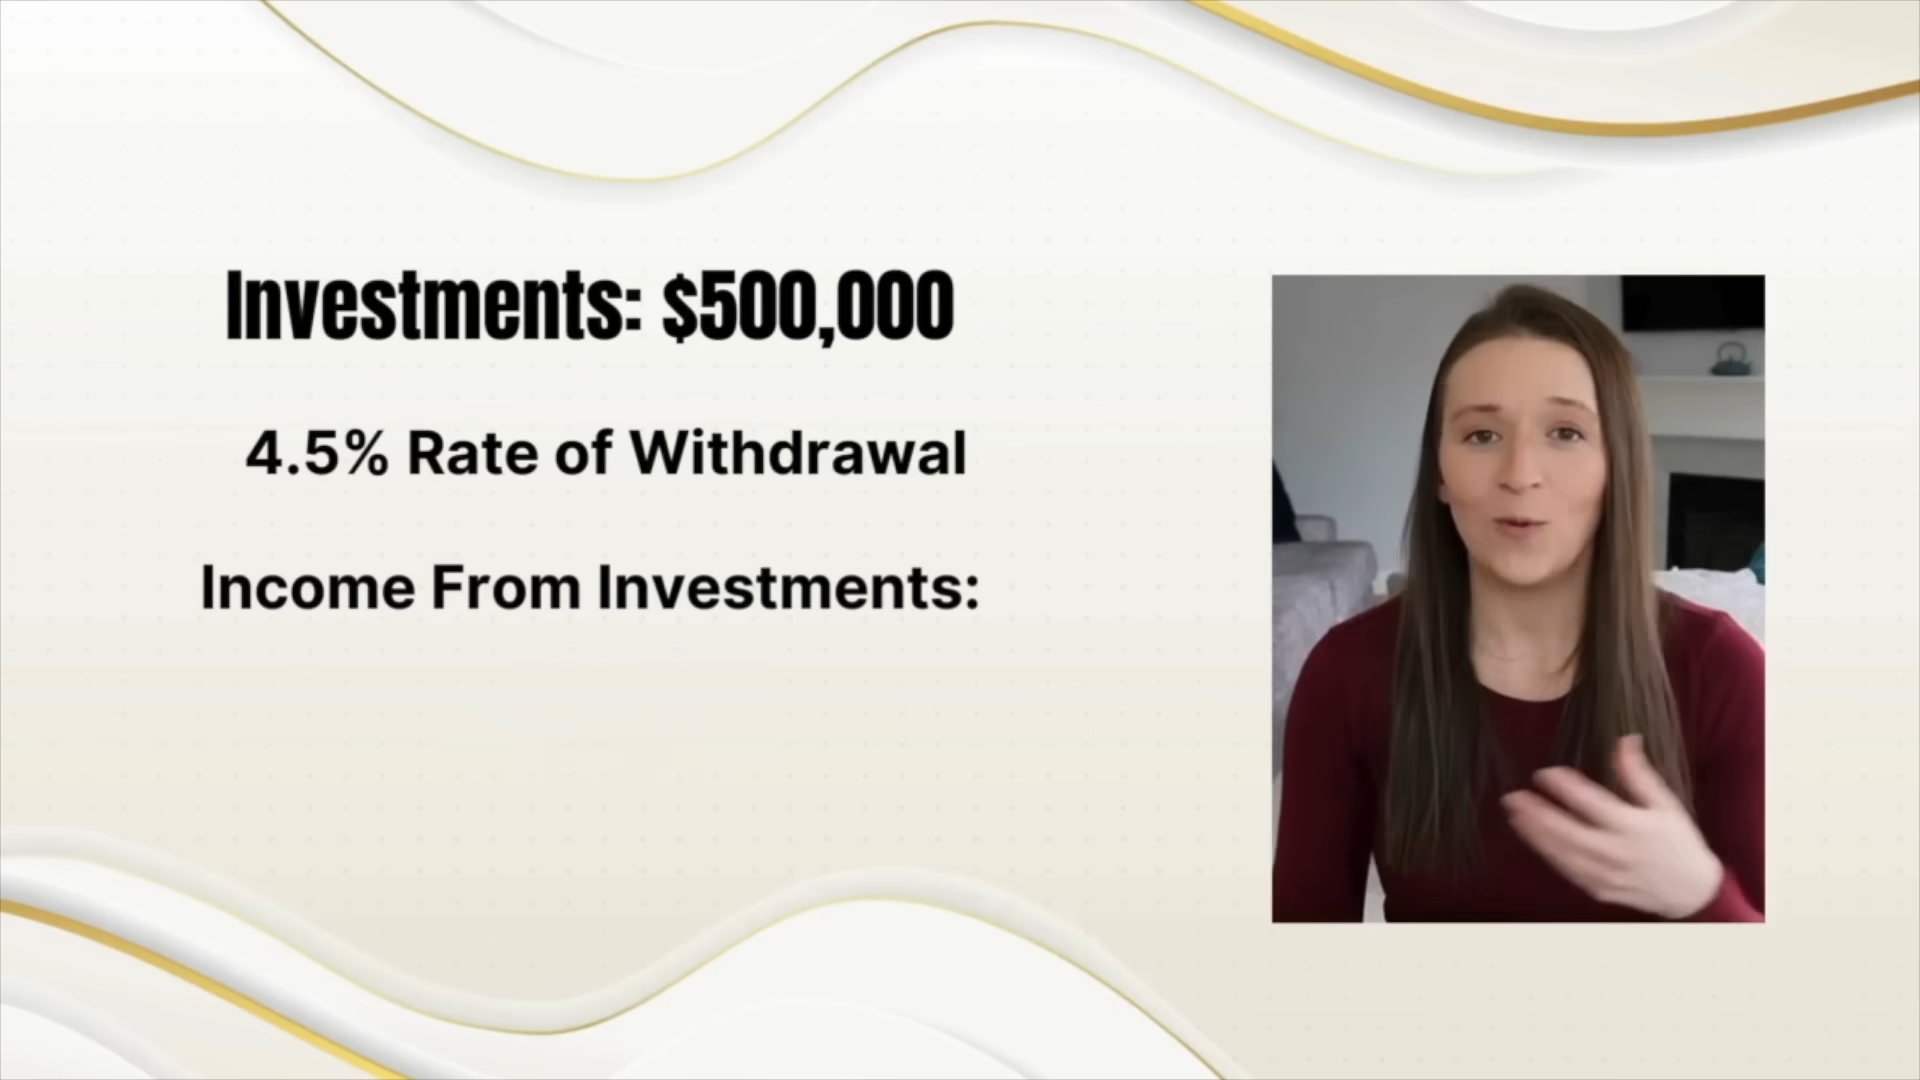 Investments: $500,000
4.5% Rate of Withdrawal
Income From Investments: